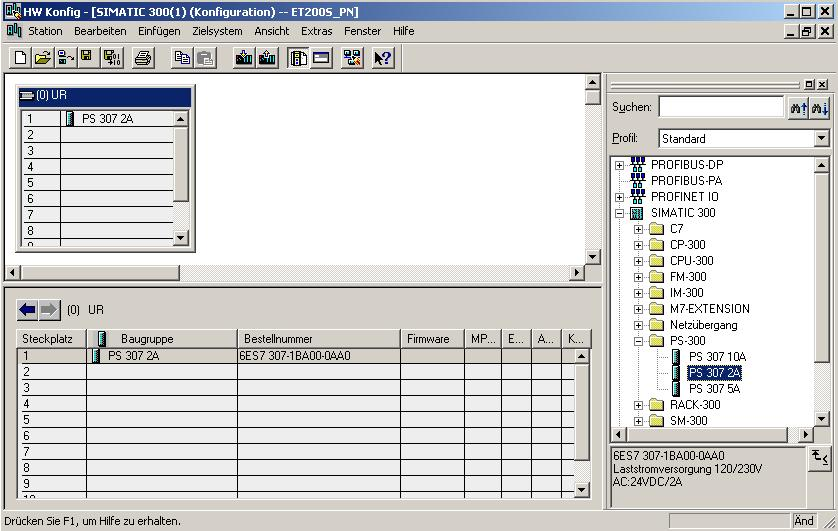 HW Konfig - [SIMATIC 300(1) (Konfiguration) -- ET200S_PN]
Station Bearbeiten Einfügen Zielsystem Ansicht Extras Fenster Hilfe
(0) UR
1 PS 307 2A
2
3
4
5
6
7
8
9
Suchen:
Profil: Standard
PROFIBUS-DP
PROFIBUS-PA
PROFINET IO
SIMATIC 300
C7
CP-300
CPU-300
FM-300
IM-300
M7-EXTENSION
Netzübergang
PS-300
PS 307 10A
PS 307 2A
PS 307 5A
RACK-300
SM-300
(0) UR
Steckplatz Baugruppe Bestellnummer Firmware MP... E... A... K...
1 PS 307 2A 6ES7 307-1BA00-0AA0
2
3
4
5
6
7
8
9
10
6ES7 307-1BA00-0AA0
Laststromversorgung 120/230V
AC:24VDC/2A
Drücken Sie F1, um Hilfe zu erhalten.
Änd